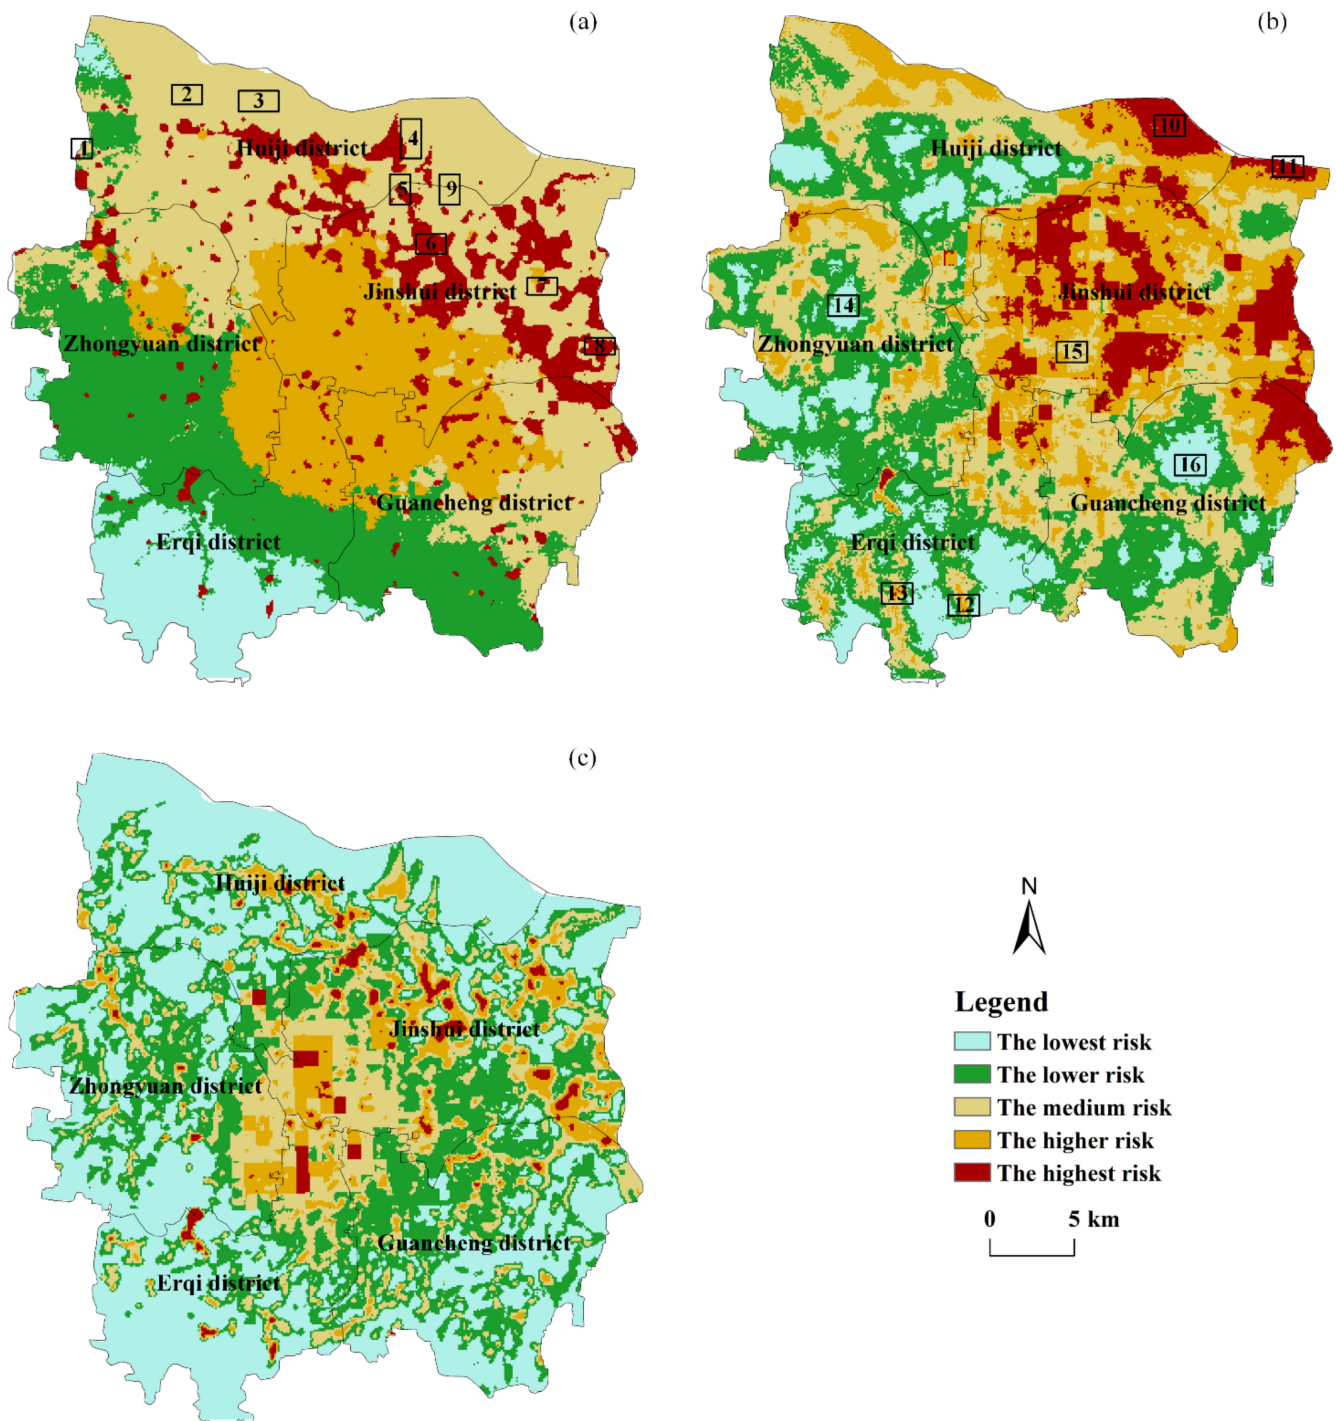 (a)
2
3
1
4
Huiji district
5
9
6
7
Jinshui district
Zhongyuan district
8
Guancheng district
Erqi district
(b)
10
Huiji district
11
Jinshui district
14
Zhongyuan district
15
16
Guancheng district
Erqi district
13
12
(c)
Huiji district
Jinshui district
Zhongyuan district
Guancheng district
Erqi district
N
Legend
The lowest risk
The lower risk
The medium risk
The higher risk
The highest risk
0 5 km